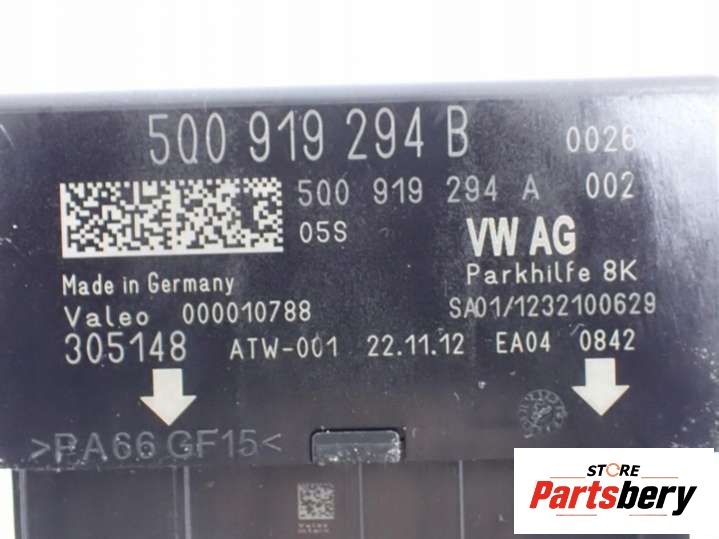 5Q0 919 294 B 0026
5Q0 919 294 A 002
05S VW AG
Made in Germany Parkhilfe 8K
Valeo 000010788 SA01/1232100629
305148 ATW-001 22.11.12 EA04 0842
>PA66 GF15<
Valeo
STORE
Partsbery